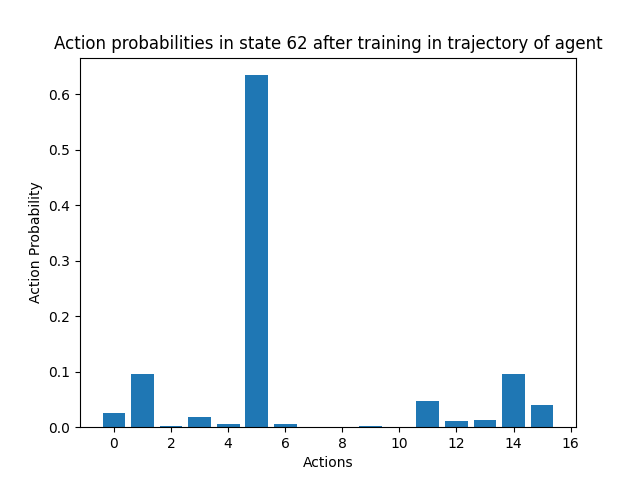 Action probabilities in state 62 after training in trajectory of agent
Action Probability
0.6
0.5
0.4
0.3
0.2
0.1
0.0
0 2 4 6 8 10 12 14 16
Actions